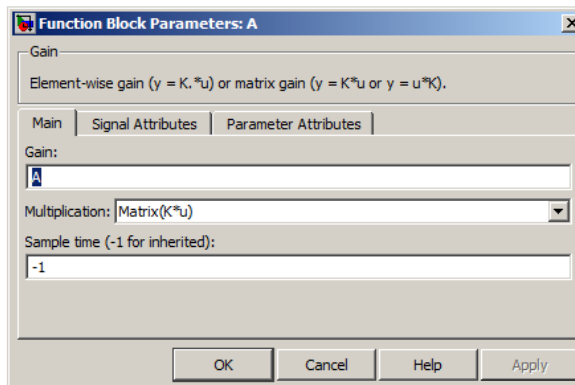 Function Block Parameters: A
Gain
Element-wise gain (y = K.*u) or matrix gain (y = K*u or y = u*K).
Main Signal Attributes Parameter Attributes
Gain:
A
Multiplication: Matrix(K*u)
Sample time (-1 for inherited):
-1
OK Cancel Help Apply